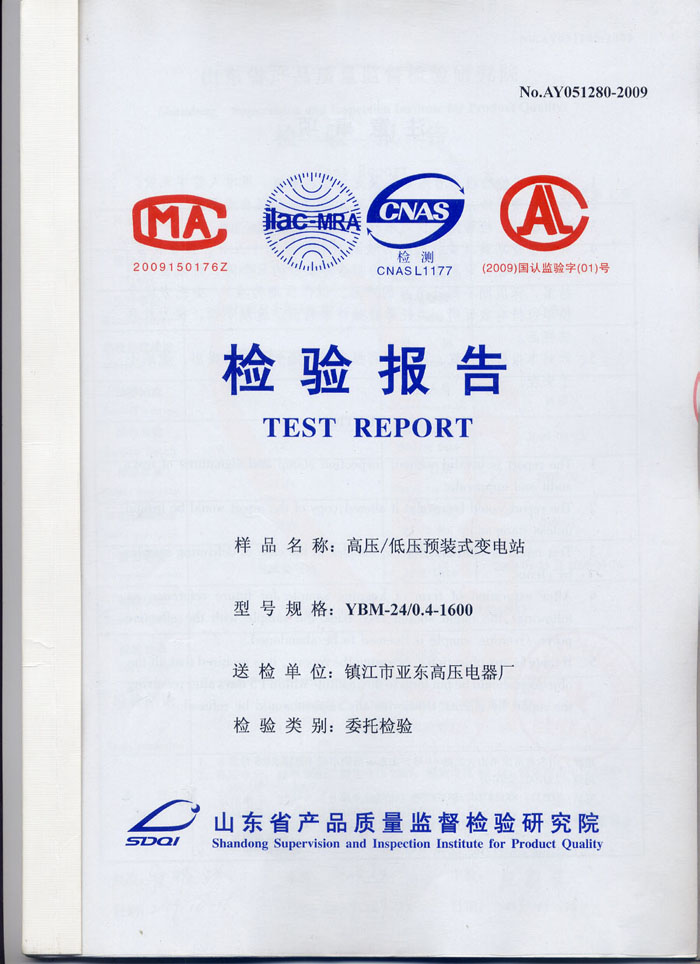 No.AY051280-2009
CMA
ilac-MRA
CNAS
CAL
2009150176Z
检 测
CNAS L1177
(2009)国认监验字(01)号
检验报告
TEST REPORT
样品名称：高压/低压预装式变电站
型号规格：YBM-24/0.4-1600
送检单位：镇江市亚东高压电器厂
检验类别：委托检验
SDQI
山东省产品质量监督检验研究院
Shandong Supervision and Inspection Institute for Product Quality